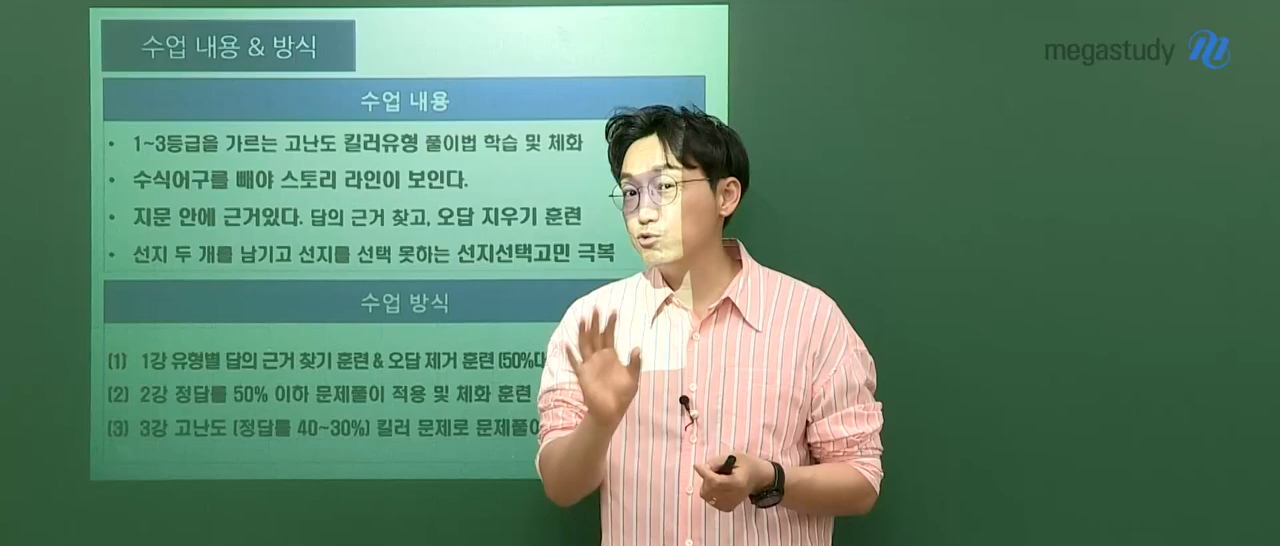 수업 내용 & 방식
megastudy
수업 내용
• 1~3등급을 가르는 고난도 킬러유형 풀이법 학습 및 체화
• 수식어구를 빼야 스토리 라인이 보인다.
• 지문 안에 근거있다. 답의 근거 찾고, 오답 지우기 훈련
• 선지 두 개를 남기고 선지를 선택 못하는 선지선택고민 극복
수업 방식
(1) 1강 유형별 답의 근거 찾기 훈련 & 오답 제거 훈련 (50%대
(2) 2강 정답률 50% 이하 문제풀이 적용 및 체화 훈련
(3) 3강 고난도 (정답률 40~30%) 킬러 문제로 문제풀이